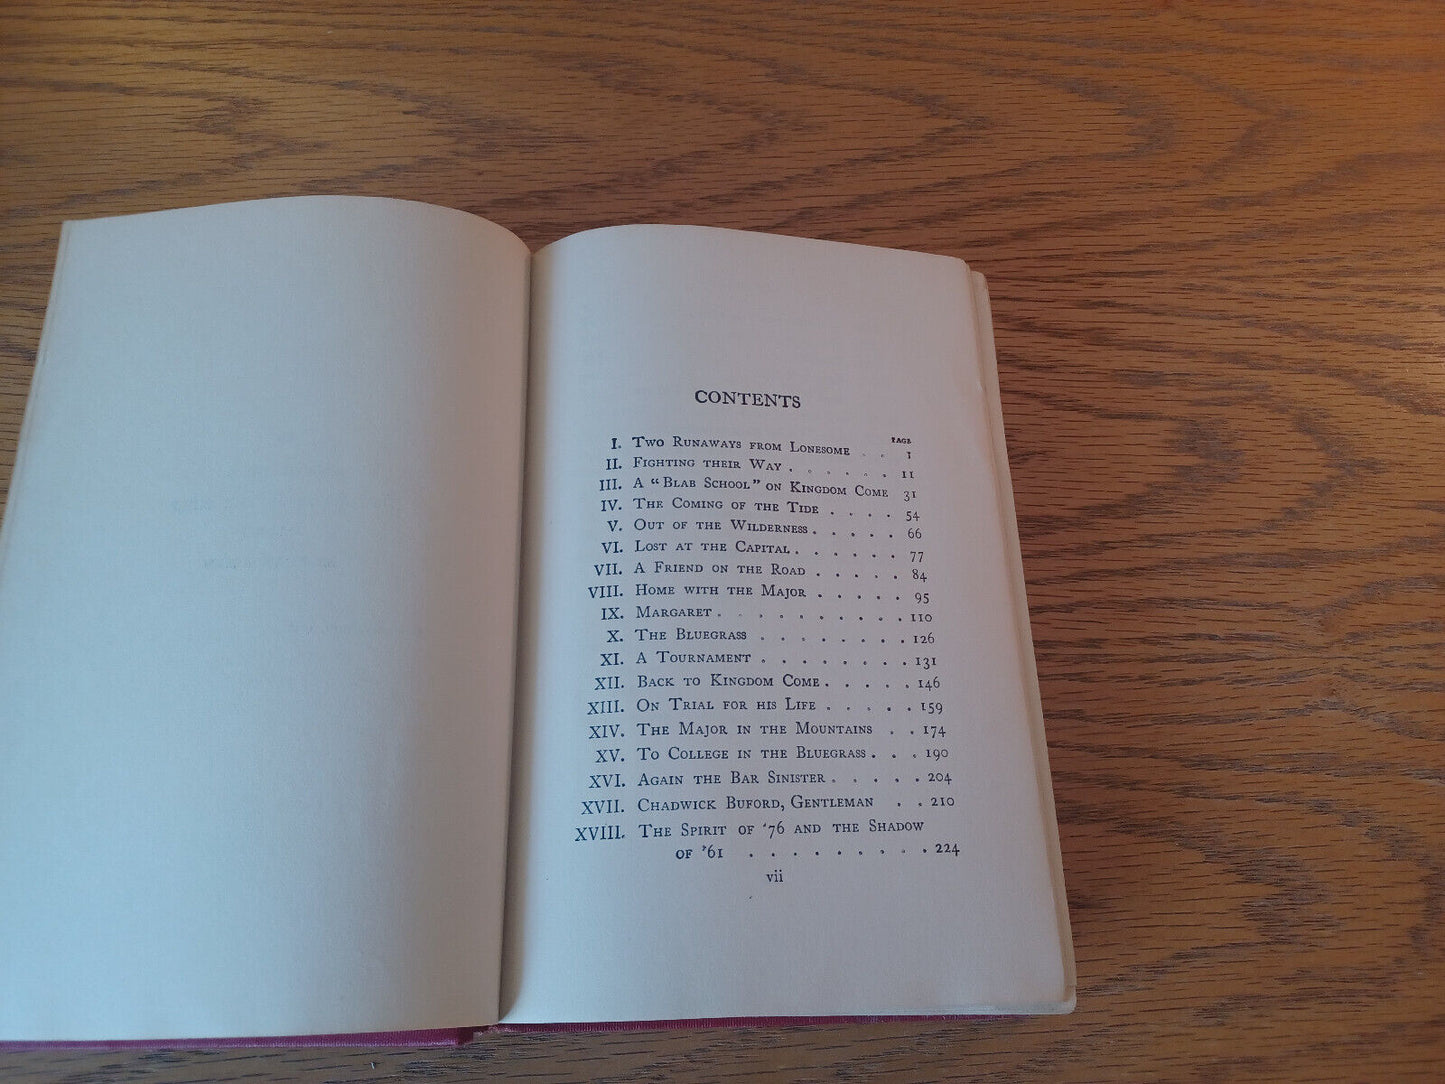 CONTENTS
PAGE
I. Two Runaways from Lonesome . . 1
II. Fighting their Way . . . . . . 11
III. A “Blab School” on Kingdom Come 31
IV. The Coming of the Tide . . . . 54
V. Out of the Wilderness . . . . . 66
VI. Lost at the Capital . . . . . . 77
VII. A Friend on the Road . . . . . 84
VIII. Home with the Major . . . . . 95
IX. Margaret . . . . . . . . . . 110
X. The Bluegrass . . . . . . . . 126
XI. A Tournament . . . . . . . . 131
XII. Back to Kingdom Come . . . . . 146
XIII. On Trial for his Life . . . . . 159
XIV. The Major in the Mountains . . 174
XV. To College in the Bluegrass . . . 190
XVI. Again the Bar Sinister . . . . . 204
XVII. Chadwick Buford, Gentleman . . 210
XVIII. The Spirit of ’76 and the Shadow
of ’61 . . . . . . . . . 224
vii